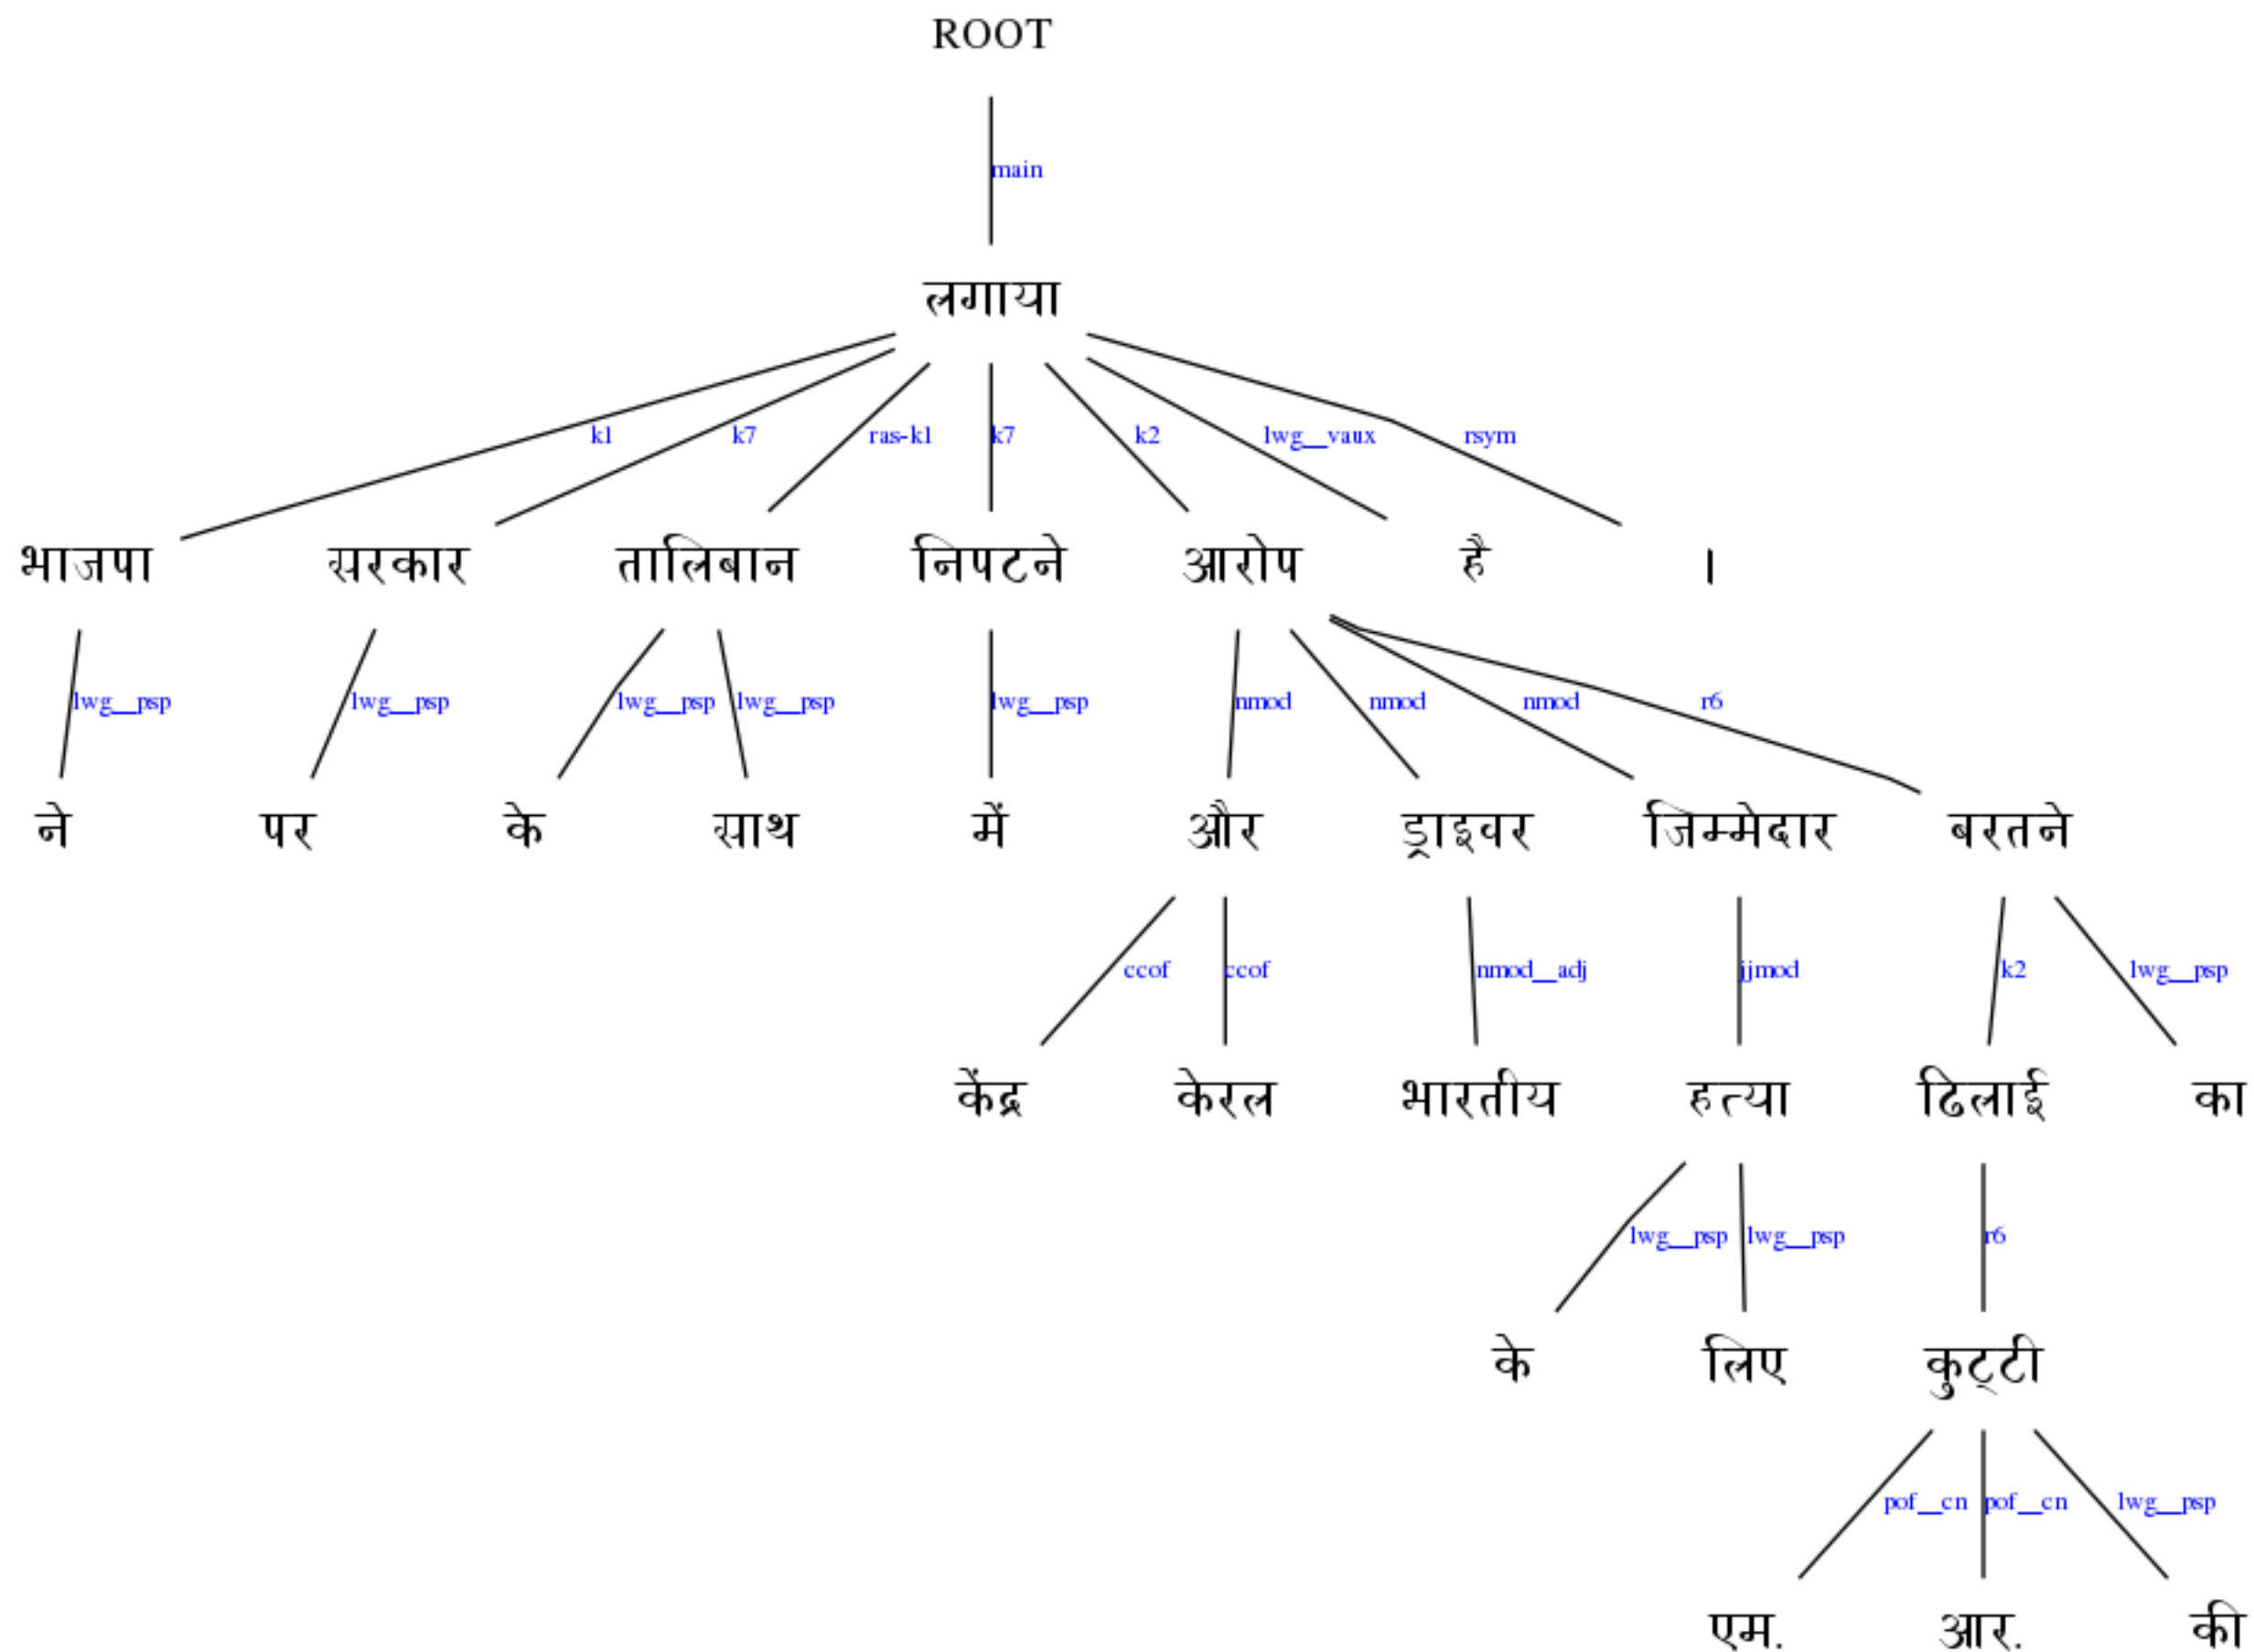 ROOT
main
लगाया
k1 k7 ras-k1 k7 k2 lwg__vaux rsym
भाजपा सरकार तालिबान निपटने आरोप है ।
lwg__psp lwg__psp lwg__psp lwg__psp lwg__psp nmod nmod nmod r6
ने पर के साथ में और ड्राइवर जिम्मेदार बरतने
ccof ccof nmod__adj jjmod k2 lwg__psp
केंद्र केरल भारतीय हत्या ढिलाई का
lwg__psp lwg__psp r6
के लिए कुट्टी
pof__cn pof__cn lwg__psp
एम. आर. की